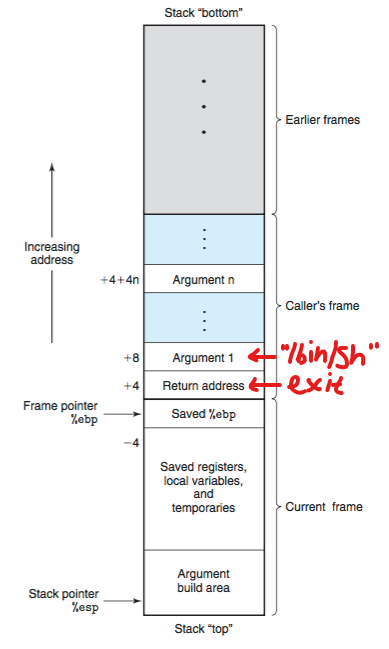 Stack “bottom”
Earlier frames
Increasing
address
+4+4n
Argument n
Caller’s frame
+8
Argument 1
"/bin/sh"
+4
Return address
exit
Frame pointer
%ebp
Saved %ebp
−4
Saved registers,
local variables,
and
temporaries
Current frame
Argument
build area
Stack pointer
%esp
Stack “top”